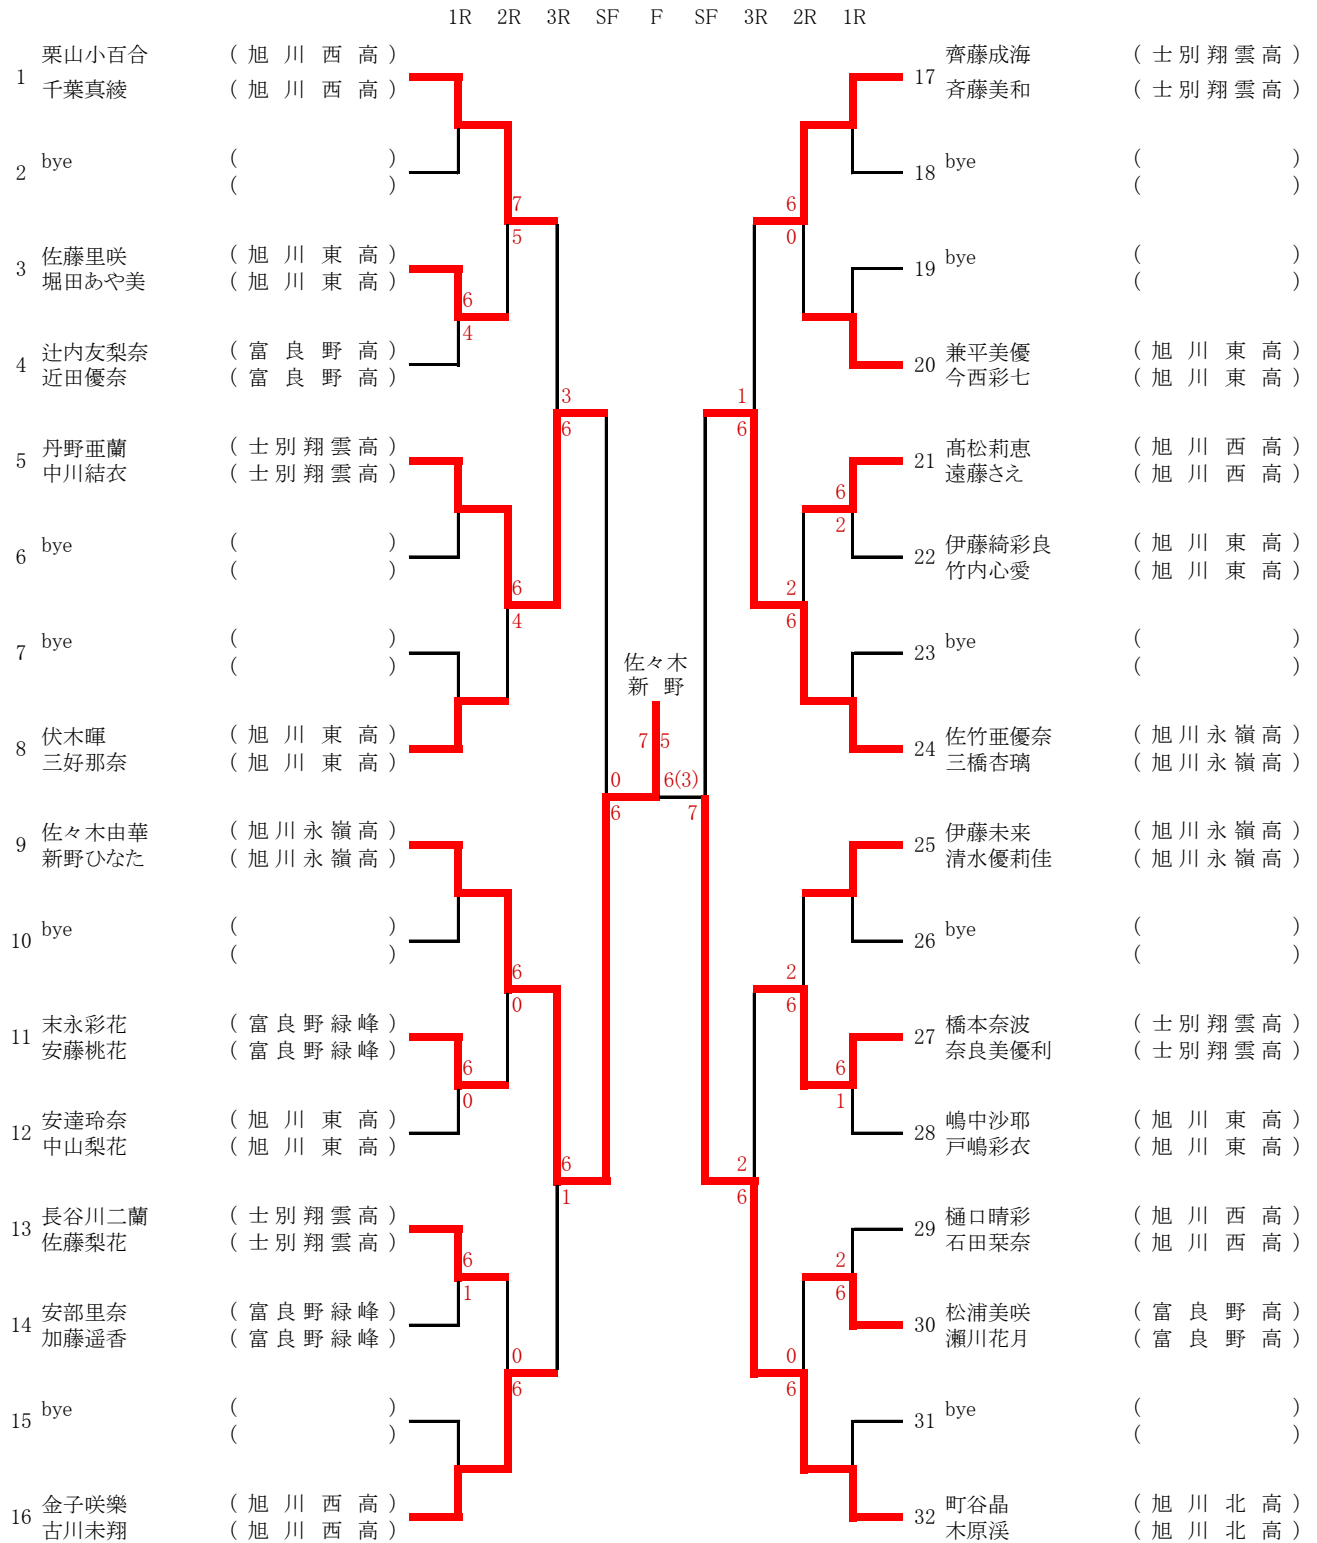 1R 2R 3R SF F SF 3R 2R 1R
1 栗山小百合 (旭川西高)
千葉真綾 (旭川西高)
2 bye ( )
( )
7
5
3 佐藤里咲 (旭川東高)
堀田あや美 (旭川東高)
6
4
4 辻内友梨奈 (富良野高)
近田優奈 (富良野高)
3
6
5 丹野亜蘭 (士別翔雲高)
中川結衣 (士別翔雲高)
6 bye ( )
( )
6
4
7 bye ( )
( )
8 伏木暉 (旭川東高)
三好那奈 (旭川東高)
0
6
9 佐々木由華 (旭川永嶺高)
新野ひなた (旭川永嶺高)
10 bye ( )
( )
6
0
11 末永彩花 (富良野緑峰)
安藤桃花 (富良野緑峰)
6
0
12 安達玲奈 (旭川東高)
中山梨花 (旭川東高)
6
1
13 長谷川二蘭 (士別翔雲高)
佐藤梨花 (士別翔雲高)
6
1
14 安部里奈 (富良野緑峰)
加藤遥香 (富良野緑峰)
0
6
15 bye ( )
( )
16 金子咲樂 (旭川西高)
古川未翔 (旭川西高)
佐々木
新野
7 5
6(3)
7
17 齊藤成海 (士別翔雲高)
斉藤美和 (士別翔雲高)
18 bye ( )
( )
6
0
19 bye ( )
( )
20 兼平美優 (旭川東高)
今西彩七 (旭川東高)
1
6
21 髙松莉恵 (旭川西高)
遠藤さえ (旭川西高)
6
2
22 伊藤綺彩良 (旭川東高)
竹内心愛 (旭川東高)
2
6
23 bye ( )
( )
24 佐竹亜優奈 (旭川永嶺高)
三橋杏璃 (旭川永嶺高)
25 伊藤未来 (旭川永嶺高)
清水優莉佳 (旭川永嶺高)
26 bye ( )
( )
2
6
27 橋本奈波 (士別翔雲高)
奈良美優利 (士別翔雲高)
6
1
28 嶋中沙耶 (旭川東高)
戸嶋彩衣 (旭川東高)
2
6
29 樋口晴彩 (旭川西高)
石田栞奈 (旭川西高)
2
6
30 松浦美咲 (富良野高)
瀬川花月 (富良野高)
0
6
31 bye ( )
( )
32 町谷晶 (旭川北高)
木原渓 (旭川北高)